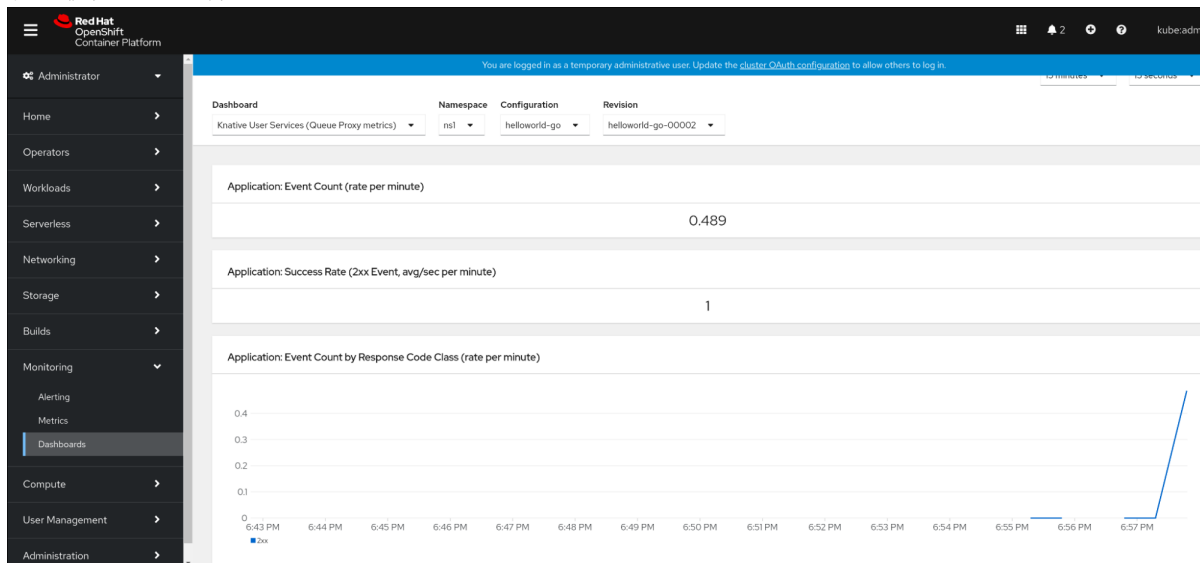 Red Hat
OpenShift
Container Platform
2
kube:adm
Administrator
You are logged in as a temporary administrative user. Update the cluster OAuth configuration to allow others to log in.
15 minutes
15 seconds
Home
Operators
Workloads
Serverless
Networking
Storage
Builds
Monitoring
Alerting
Metrics
Dashboards
Compute
User Management
Administration
Dashboard
Namespace
Configuration
Revision
Knative User Services (Queue Proxy metrics)
ns1
helloworld-go
helloworld-go-00002
Application: Event Count (rate per minute)
0.489
Application: Success Rate (2xx Event, avg/sec per minute)
1
Application: Event Count by Response Code Class (rate per minute)
0.4
0.3
0.2
0.1
0
6:43 PM 6:44 PM 6:45 PM 6:46 PM 6:47 PM 6:48 PM 6:49 PM 6:50 PM 6:51 PM 6:52 PM 6:53 PM 6:54 PM 6:55 PM 6:56 PM 6:57 PM
2xx